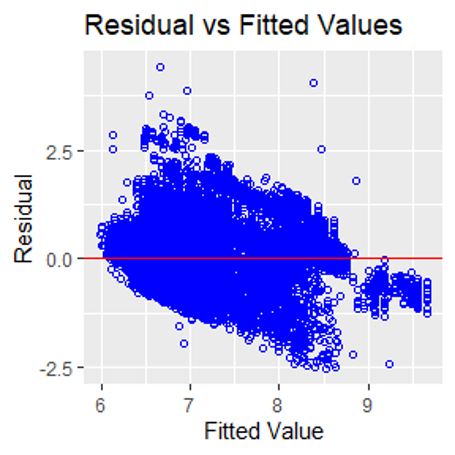 Residual vs Fitted Values
Residual
2.5
0.0
-2.5
6 7 8 9
Fitted Value